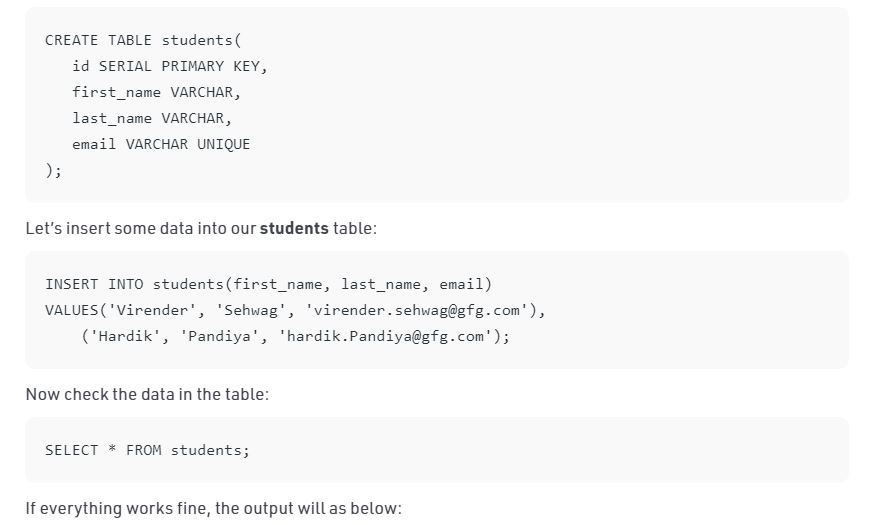 CREATE TABLE students(
   id SERIAL PRIMARY KEY,
   first_name VARCHAR,
   last_name VARCHAR,
   email VARCHAR UNIQUE
);
Let’s insert some data into our students table:
INSERT INTO students(first_name, last_name, email)
VALUES('Virender', 'Sehwag', 'virender.sehwag@gfg.com'),
    ('Hardik', 'Pandiya', 'hardik.Pandiya@gfg.com');
Now check the data in the table:
SELECT * FROM students;
If everything works fine, the output will as below: